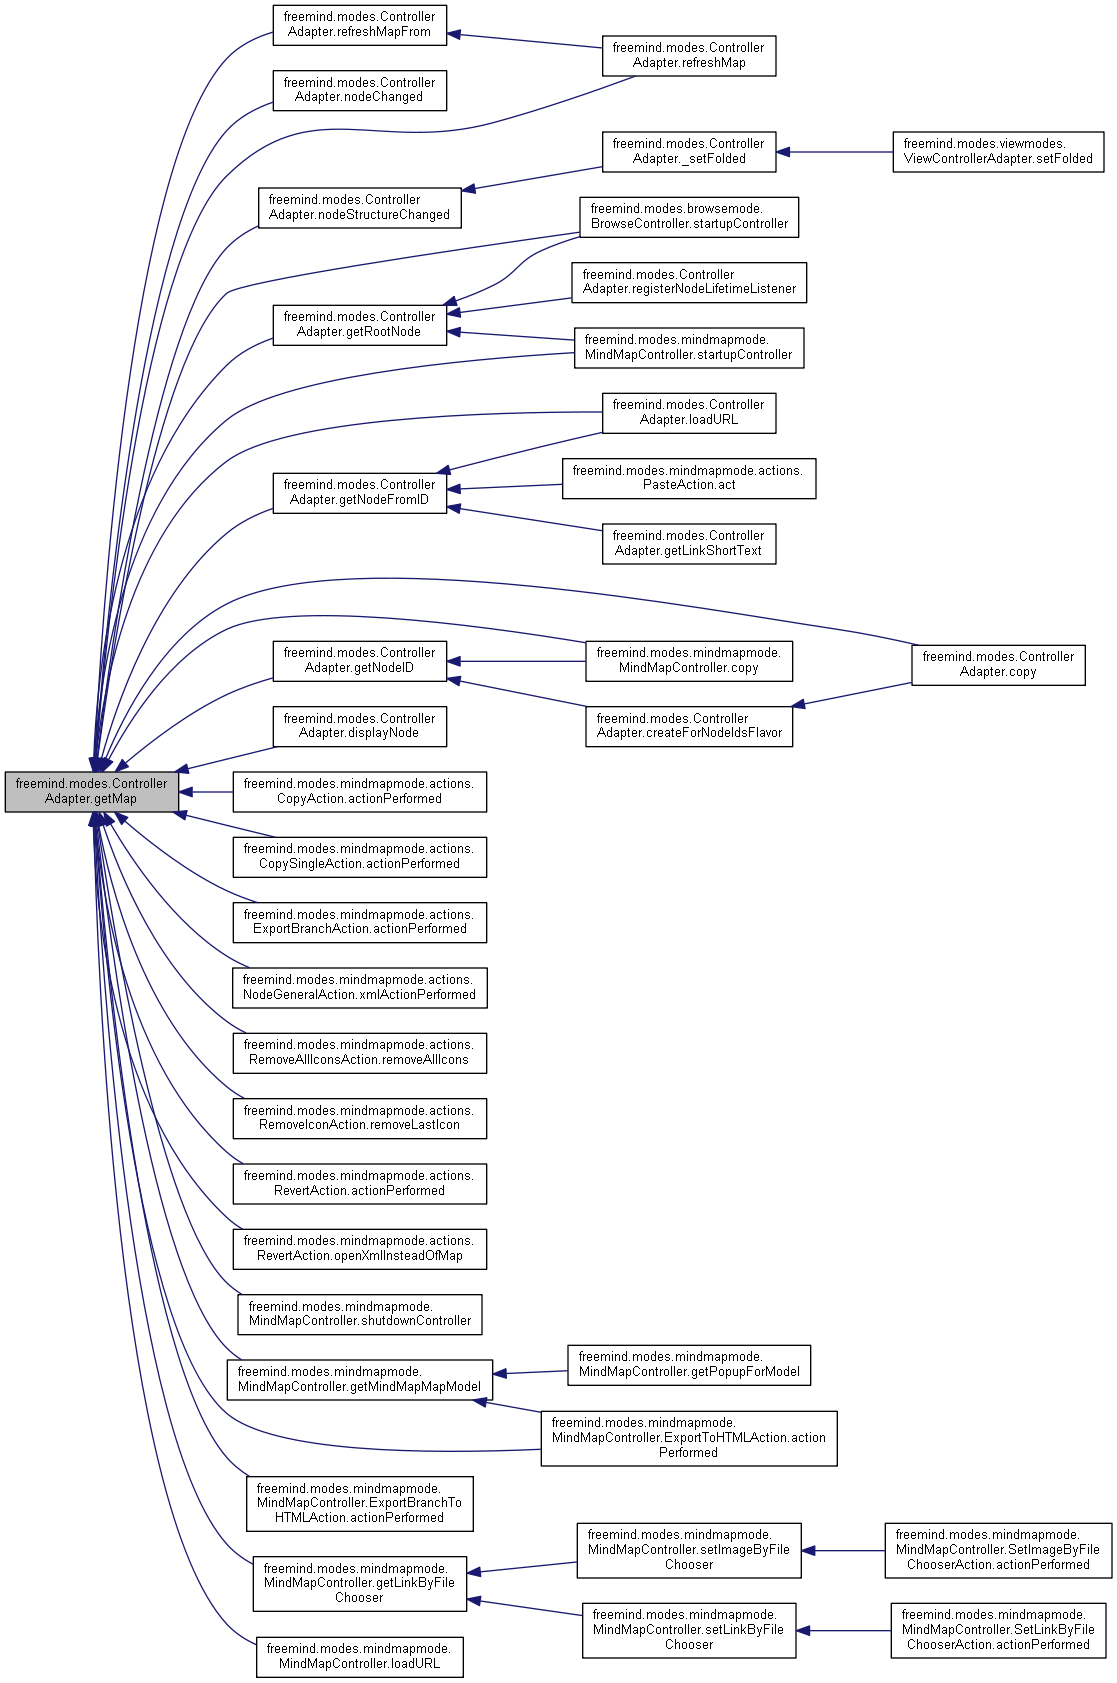 freemind.modes.Controller
Adapter.refreshMapFrom
freemind.modes.Controller
Adapter.refreshMap
freemind.modes.Controller
Adapter.nodeChanged
freemind.modes.Controller
Adapter._setFolded
freemind.modes.viewmodes.
ViewControllerAdapter.setFolded
freemind.modes.Controller
Adapter.nodeStructureChanged
freemind.modes.browsemode.
BrowseController.startupController
freemind.modes.Controller
Adapter.registerNodeLifetimeListener
freemind.modes.Controller
Adapter.getRootNode
freemind.modes.mindmapmode.
MindMapController.startupController
freemind.modes.Controller
Adapter.loadURL
freemind.modes.mindmapmode.actions.
PasteAction.act
freemind.modes.Controller
Adapter.getNodeFromID
freemind.modes.Controller
Adapter.getLinkShortText
freemind.modes.Controller
Adapter.getNodeID
freemind.modes.mindmapmode.
MindMapController.copy
freemind.modes.Controller
Adapter.copy
freemind.modes.Controller
Adapter.displayNode
freemind.modes.Controller
Adapter.createForNodeIdsFlavor
freemind.modes.Controller
Adapter.getMap
freemind.modes.mindmapmode.actions.
CopyAction.actionPerformed
freemind.modes.mindmapmode.actions.
CopySingleAction.actionPerformed
freemind.modes.mindmapmode.actions.
ExportBranchAction.actionPerformed
freemind.modes.mindmapmode.actions.
NodeGeneralAction.xmlActionPerformed
freemind.modes.mindmapmode.actions.
RemoveAllIconsAction.removeAllIcons
freemind.modes.mindmapmode.actions.
RemoveIconAction.removeLastIcon
freemind.modes.mindmapmode.actions.
RevertAction.actionPerformed
freemind.modes.mindmapmode.actions.
RevertAction.openXmlInsteadOfMap
freemind.modes.mindmapmode.
MindMapController.shutdownController
freemind.modes.mindmapmode.
MindMapController.getMindMapMapModel
freemind.modes.mindmapmode.
MindMapController.getPopupForModel
freemind.modes.mindmapmode.
MindMapController.ExportToHTMLAction.action
Performed
freemind.modes.mindmapmode.
MindMapController.ExportBranchTo
HTMLAction.actionPerformed
freemind.modes.mindmapmode.
MindMapController.getLinkByFile
Chooser
freemind.modes.mindmapmode.
MindMapController.setImageByFile
Chooser
freemind.modes.mindmapmode.
MindMapController.SetImageByFile
ChooserAction.actionPerformed
freemind.modes.mindmapmode.
MindMapController.setLinkByFile
Chooser
freemind.modes.mindmapmode.
MindMapController.SetLinkByFile
ChooserAction.actionPerformed
freemind.modes.mindmapmode.
MindMapController.loadURL